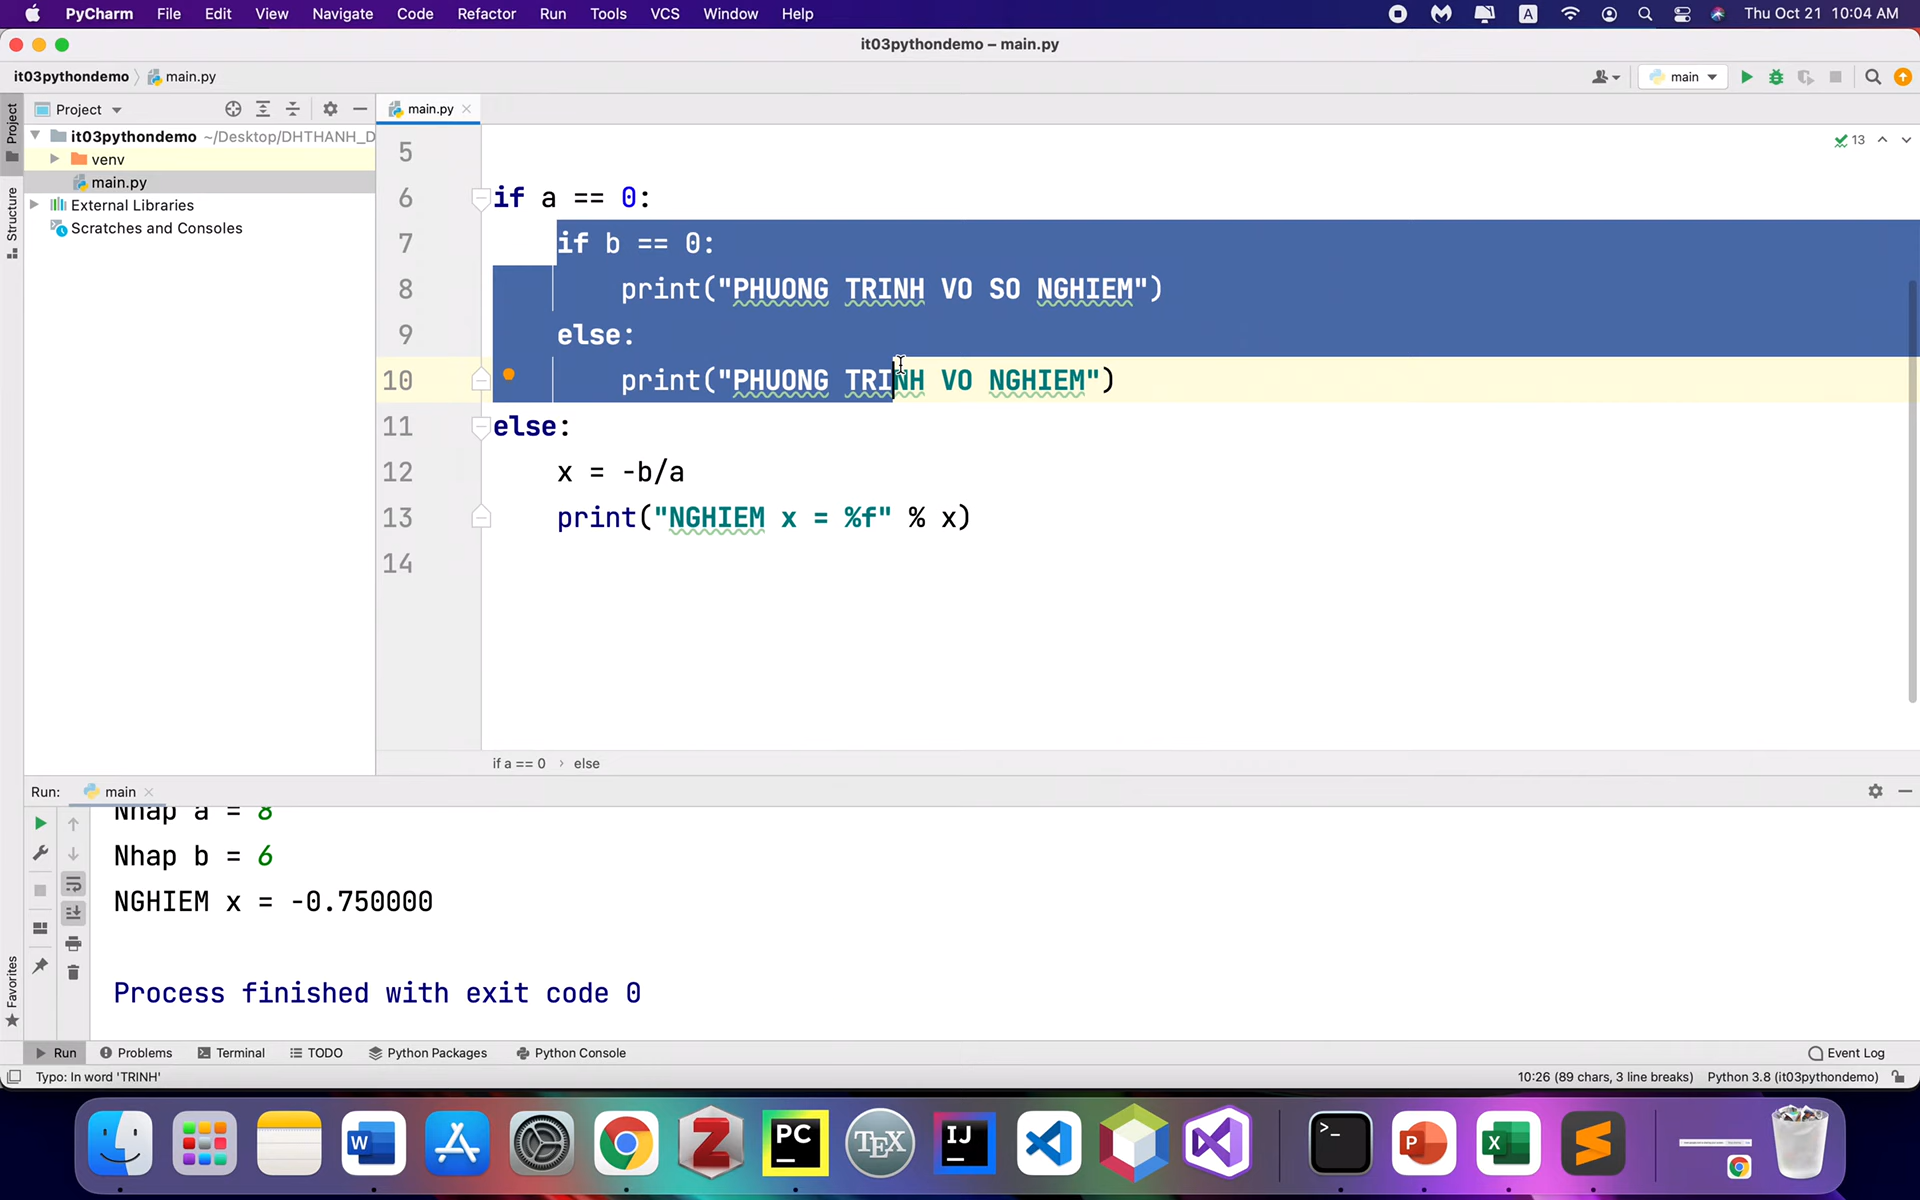 PyCharm File Edit View Navigate Code Refactor Run Tools VCS Window Help A Thu Oct 21 10:04 AM
it03pythondemo – main.py
it03pythondemo main.py main
Project main.py
Project
Structure
Favorites
it03pythondemo ~/Desktop/DHTHANH_D
venv
main.py
External Libraries
Scratches and Consoles
13
5
6 if a == 0:
7 if b == 0:
8 print("PHUONG TRINH VO SO NGHIEM")
9 else:
10 print("PHUONG TRINH VO NGHIEM")
11 else:
12 x = -b/a
13 print("NGHIEM x = %f" % x)
14
if a == 0 › else
Run: main
Nhap a = 8
Nhap b = 6
NGHIEM x = -0.750000
Process finished with exit code 0
Run Problems Terminal TODO Python Packages Python Console Event Log
Typo: In word 'TRINH' 10:26 (89 chars, 3 line breaks) Python 3.8 (it03pythondemo)
W Z PC TEX IJ >_ P X